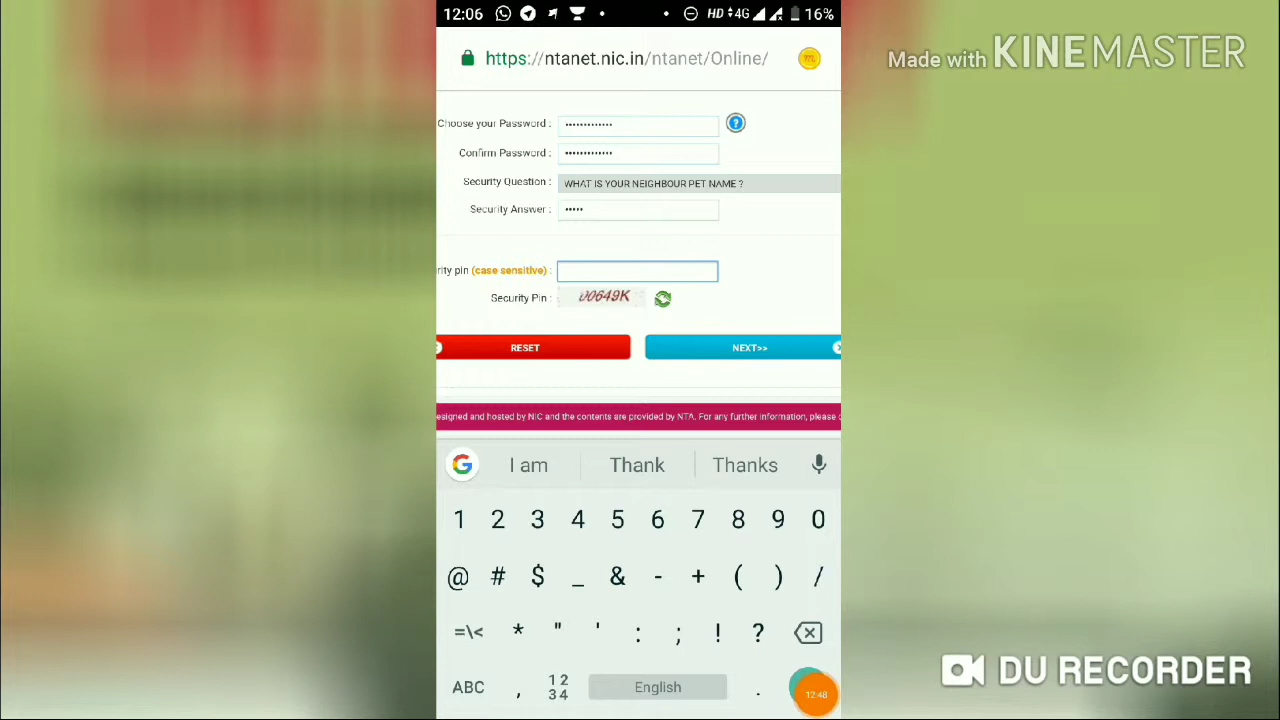 12:06 HD 4G 16%
Made with KINEMASTER
https://ntanet.nic.in/ntanet/Online/
Choose your Password :
Confirm Password :
Security Question : WHAT IS YOUR NEIGHBOUR PET NAME ?
Security Answer :
rity pin (case sensitive) :
Security Pin :
RESET NEXT>>
esigned and hosted by NIC and the contents are provided by NTA. For any further information, please
I am Thank Thanks
1 2 3 4 5 6 7 8 9 0
@ # $ _ & - + ( ) /
=\< * " ' : ; ! ?
ABC , 12 34 English .
12:48
DU RECORDER